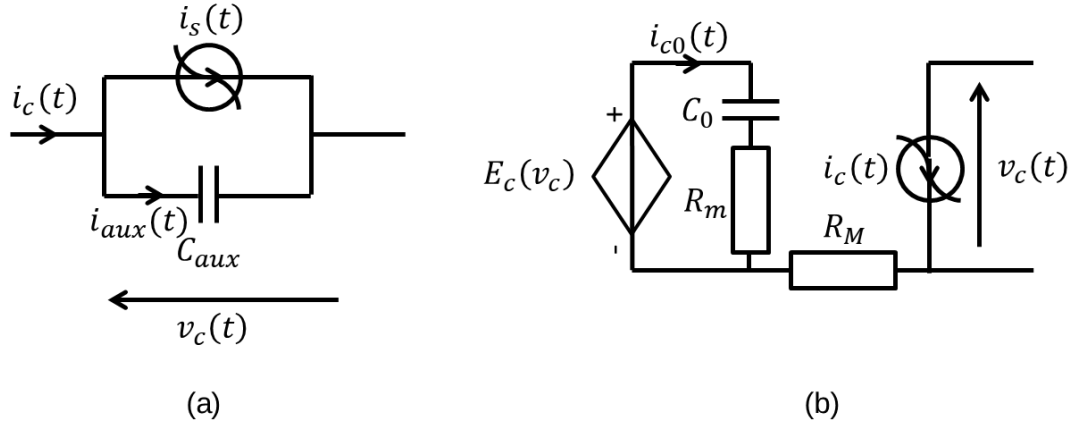 i_s(t)
i_c(t)
i_aux(t)
C_aux
v_c(t)
(a)
i_c0(t)
C_0
+
E_c(v_c)
-
R_m
R_M
i_c(t)
v_c(t)
(b)